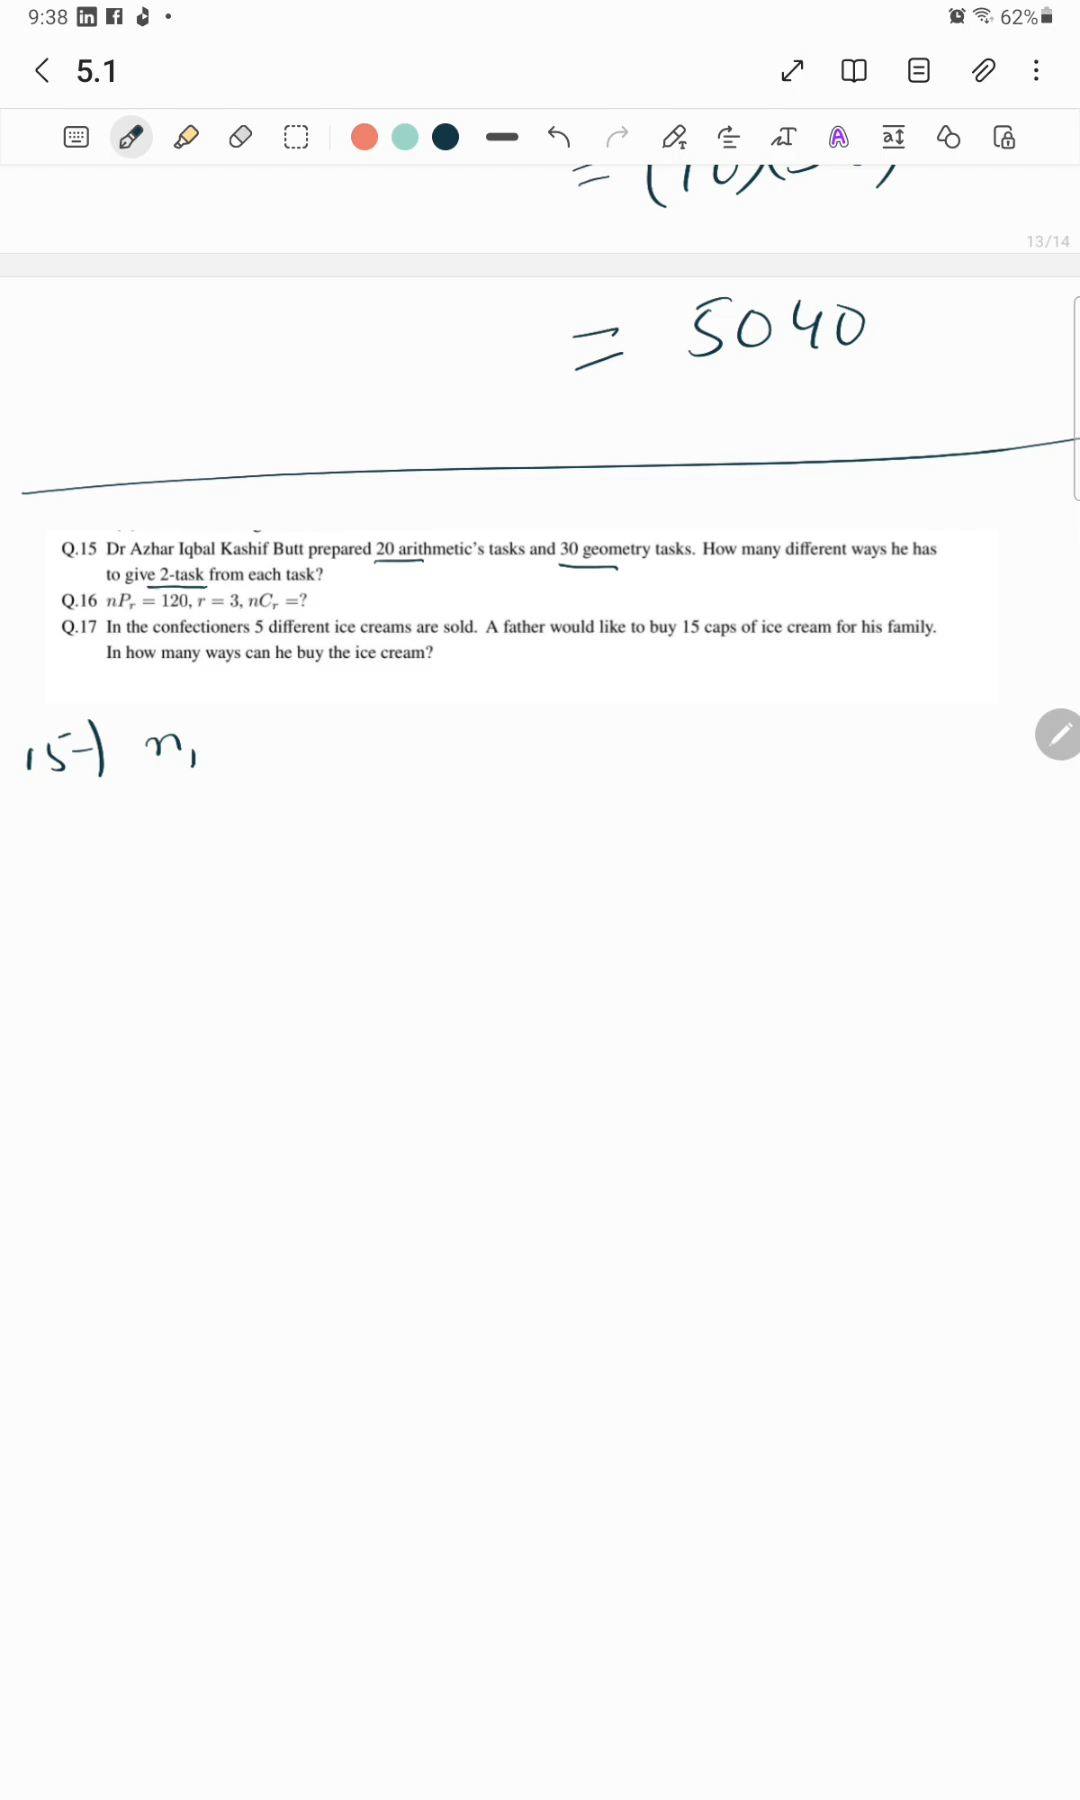 9:38
62%
5.1
13/14
= 5040
Q.15 Dr Azhar Iqbal Kashif Butt prepared 20 arithmetic's tasks and 30 geometry tasks. How many different ways he has
to give 2-task from each task?
Q.16 nPᵣ = 120, r = 3, nCᵣ =?
Q.17 In the confectioners 5 different ice creams are sold. A father would like to buy 15 caps of ice cream for his family.
In how many ways can he buy the ice cream?
15-) n₁